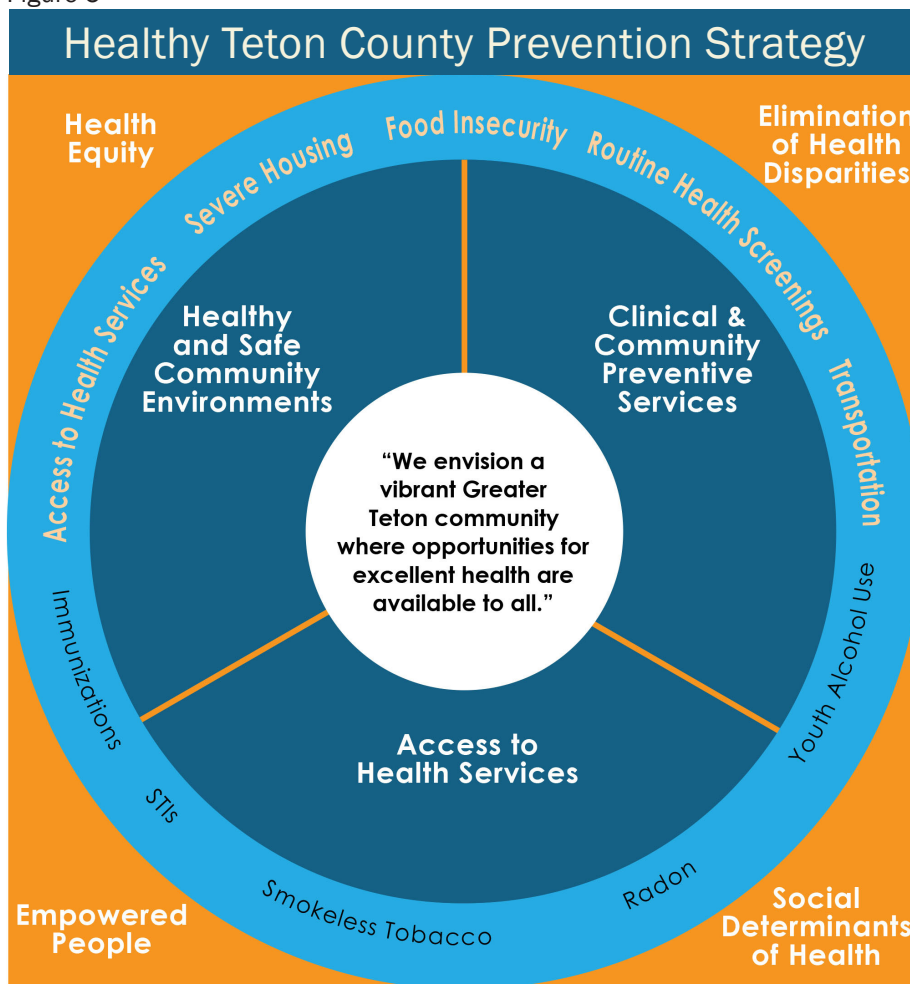 Healthy Teton County Prevention Strategy
Health
Equity
Elimination
of Health
Disparities
Access to Health Services
Severe Housing
Food Insecurity
Routine Health Screenings
Transportation
Healthy
and Safe
Community
Environments
Clinical &
Community
Preventive
Services
“We envision a
vibrant Greater
Teton community
where opportunities for
excellent health are
available to all.”
Access to
Health Services
Immunizations
STIs
Smokeless Tobacco
Radon
Youth Alcohol Use
Empowered
People
Social
Determinants
of Health